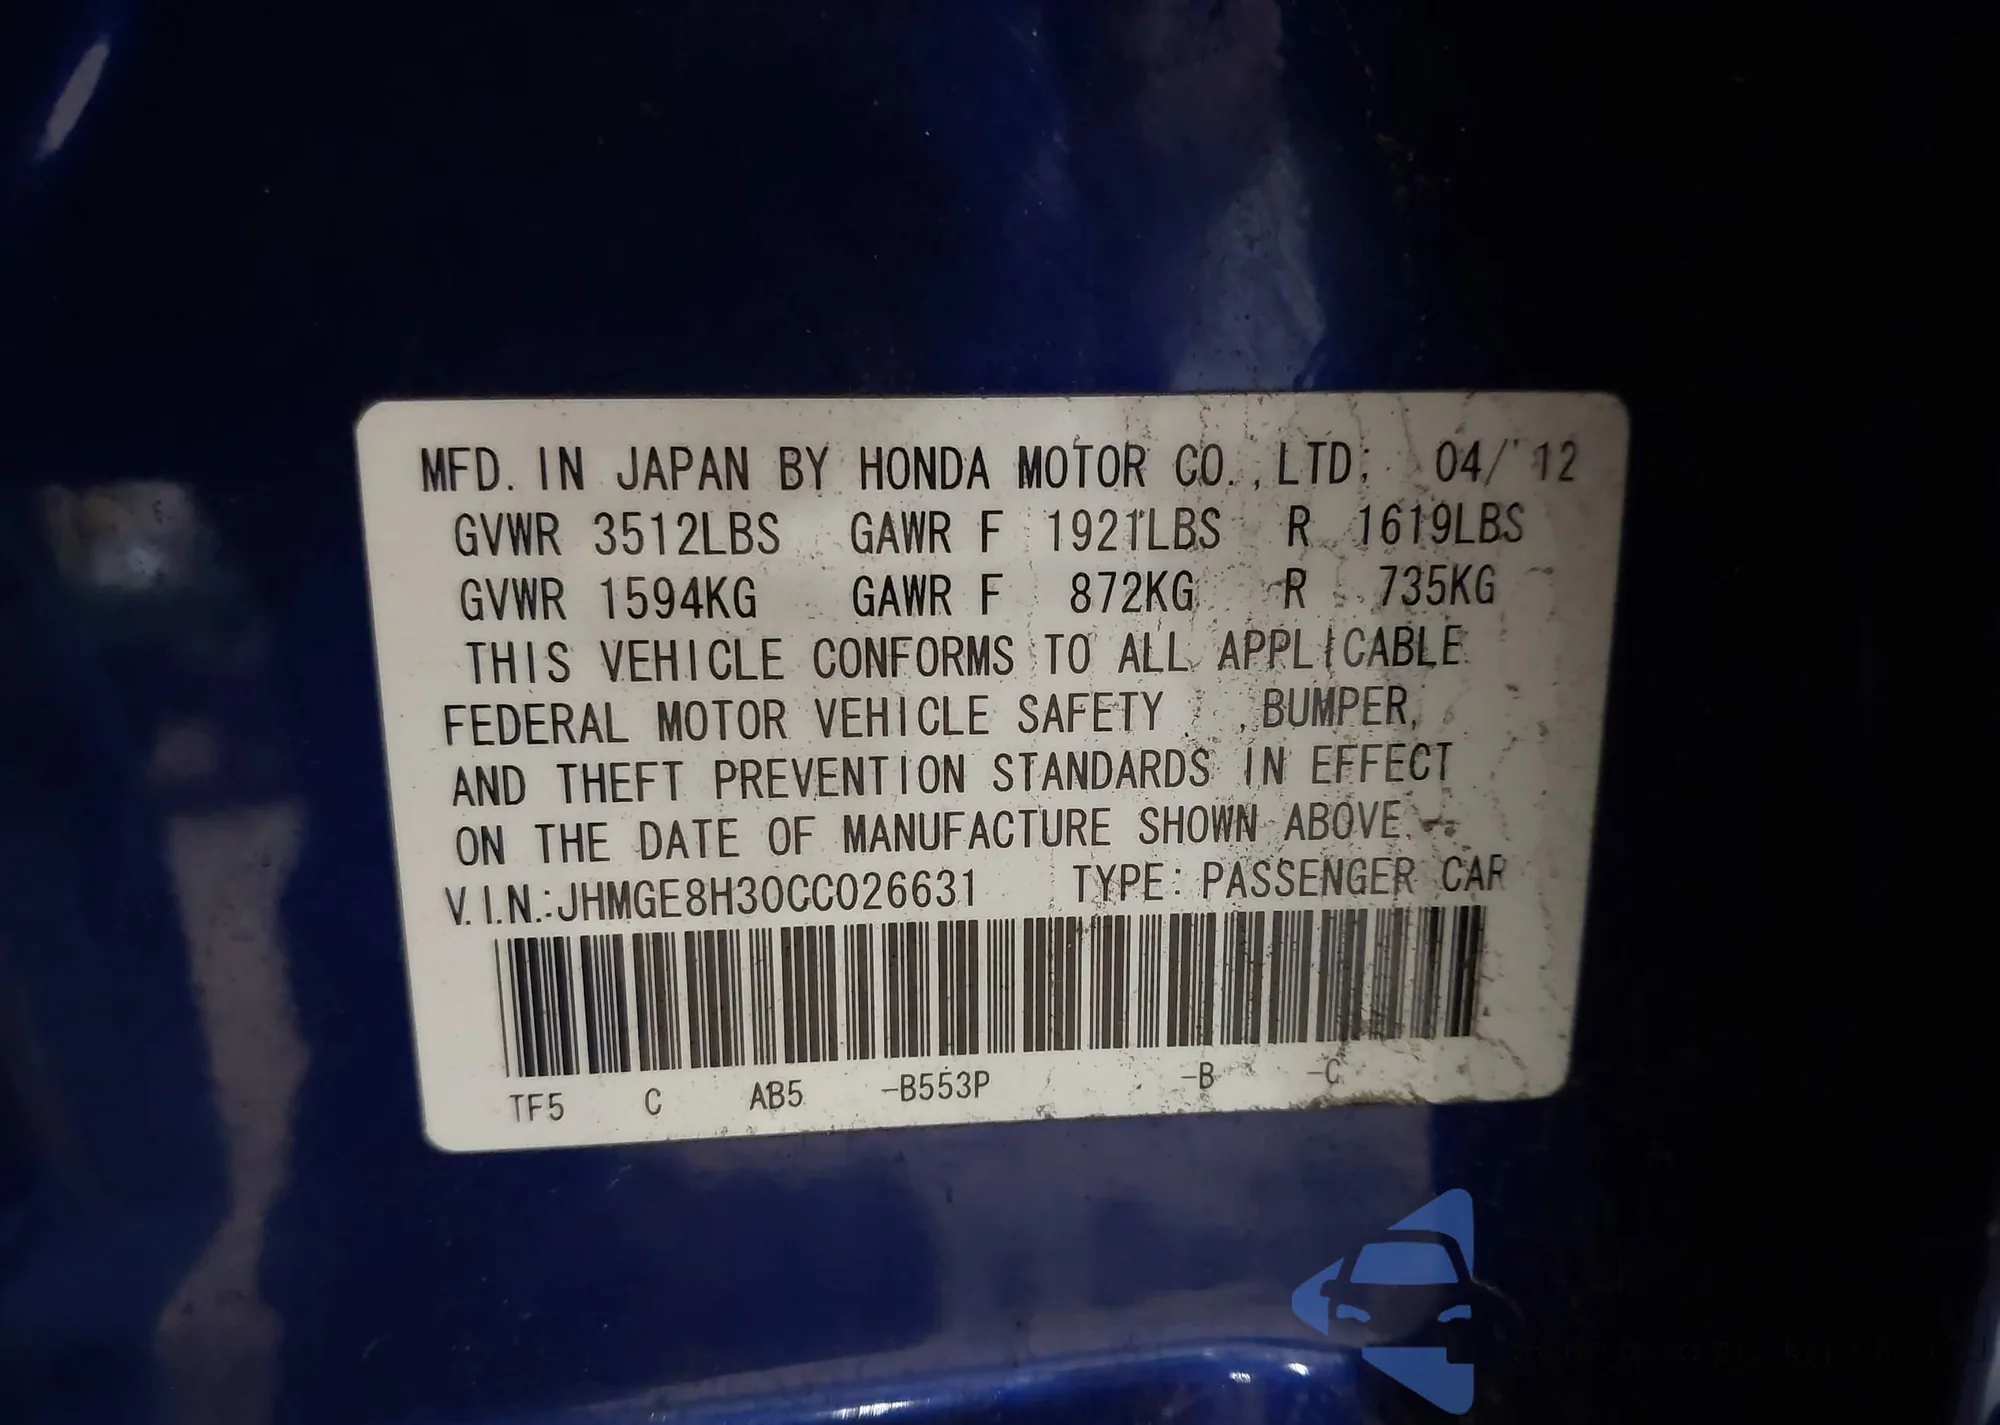 MFD. IN JAPAN BY HONDA MOTOR CO., LTD. 04/'12
GVWR 3512LBS GAWR F 1921LBS R 1619LBS
GVWR 1594KG GAWR F 872KG R 735KG
THIS VEHICLE CONFORMS TO ALL APPLICABLE
FEDERAL MOTOR VEHICLE SAFETY , BUMPER,
AND THEFT PREVENTION STANDARDS IN EFFECT
ON THE DATE OF MANUFACTURE SHOWN ABOVE.
V.I.N.:JHMGE8H30CC026631 TYPE: PASSENGER CAR
TF5 C AB5 -B553P -B -C